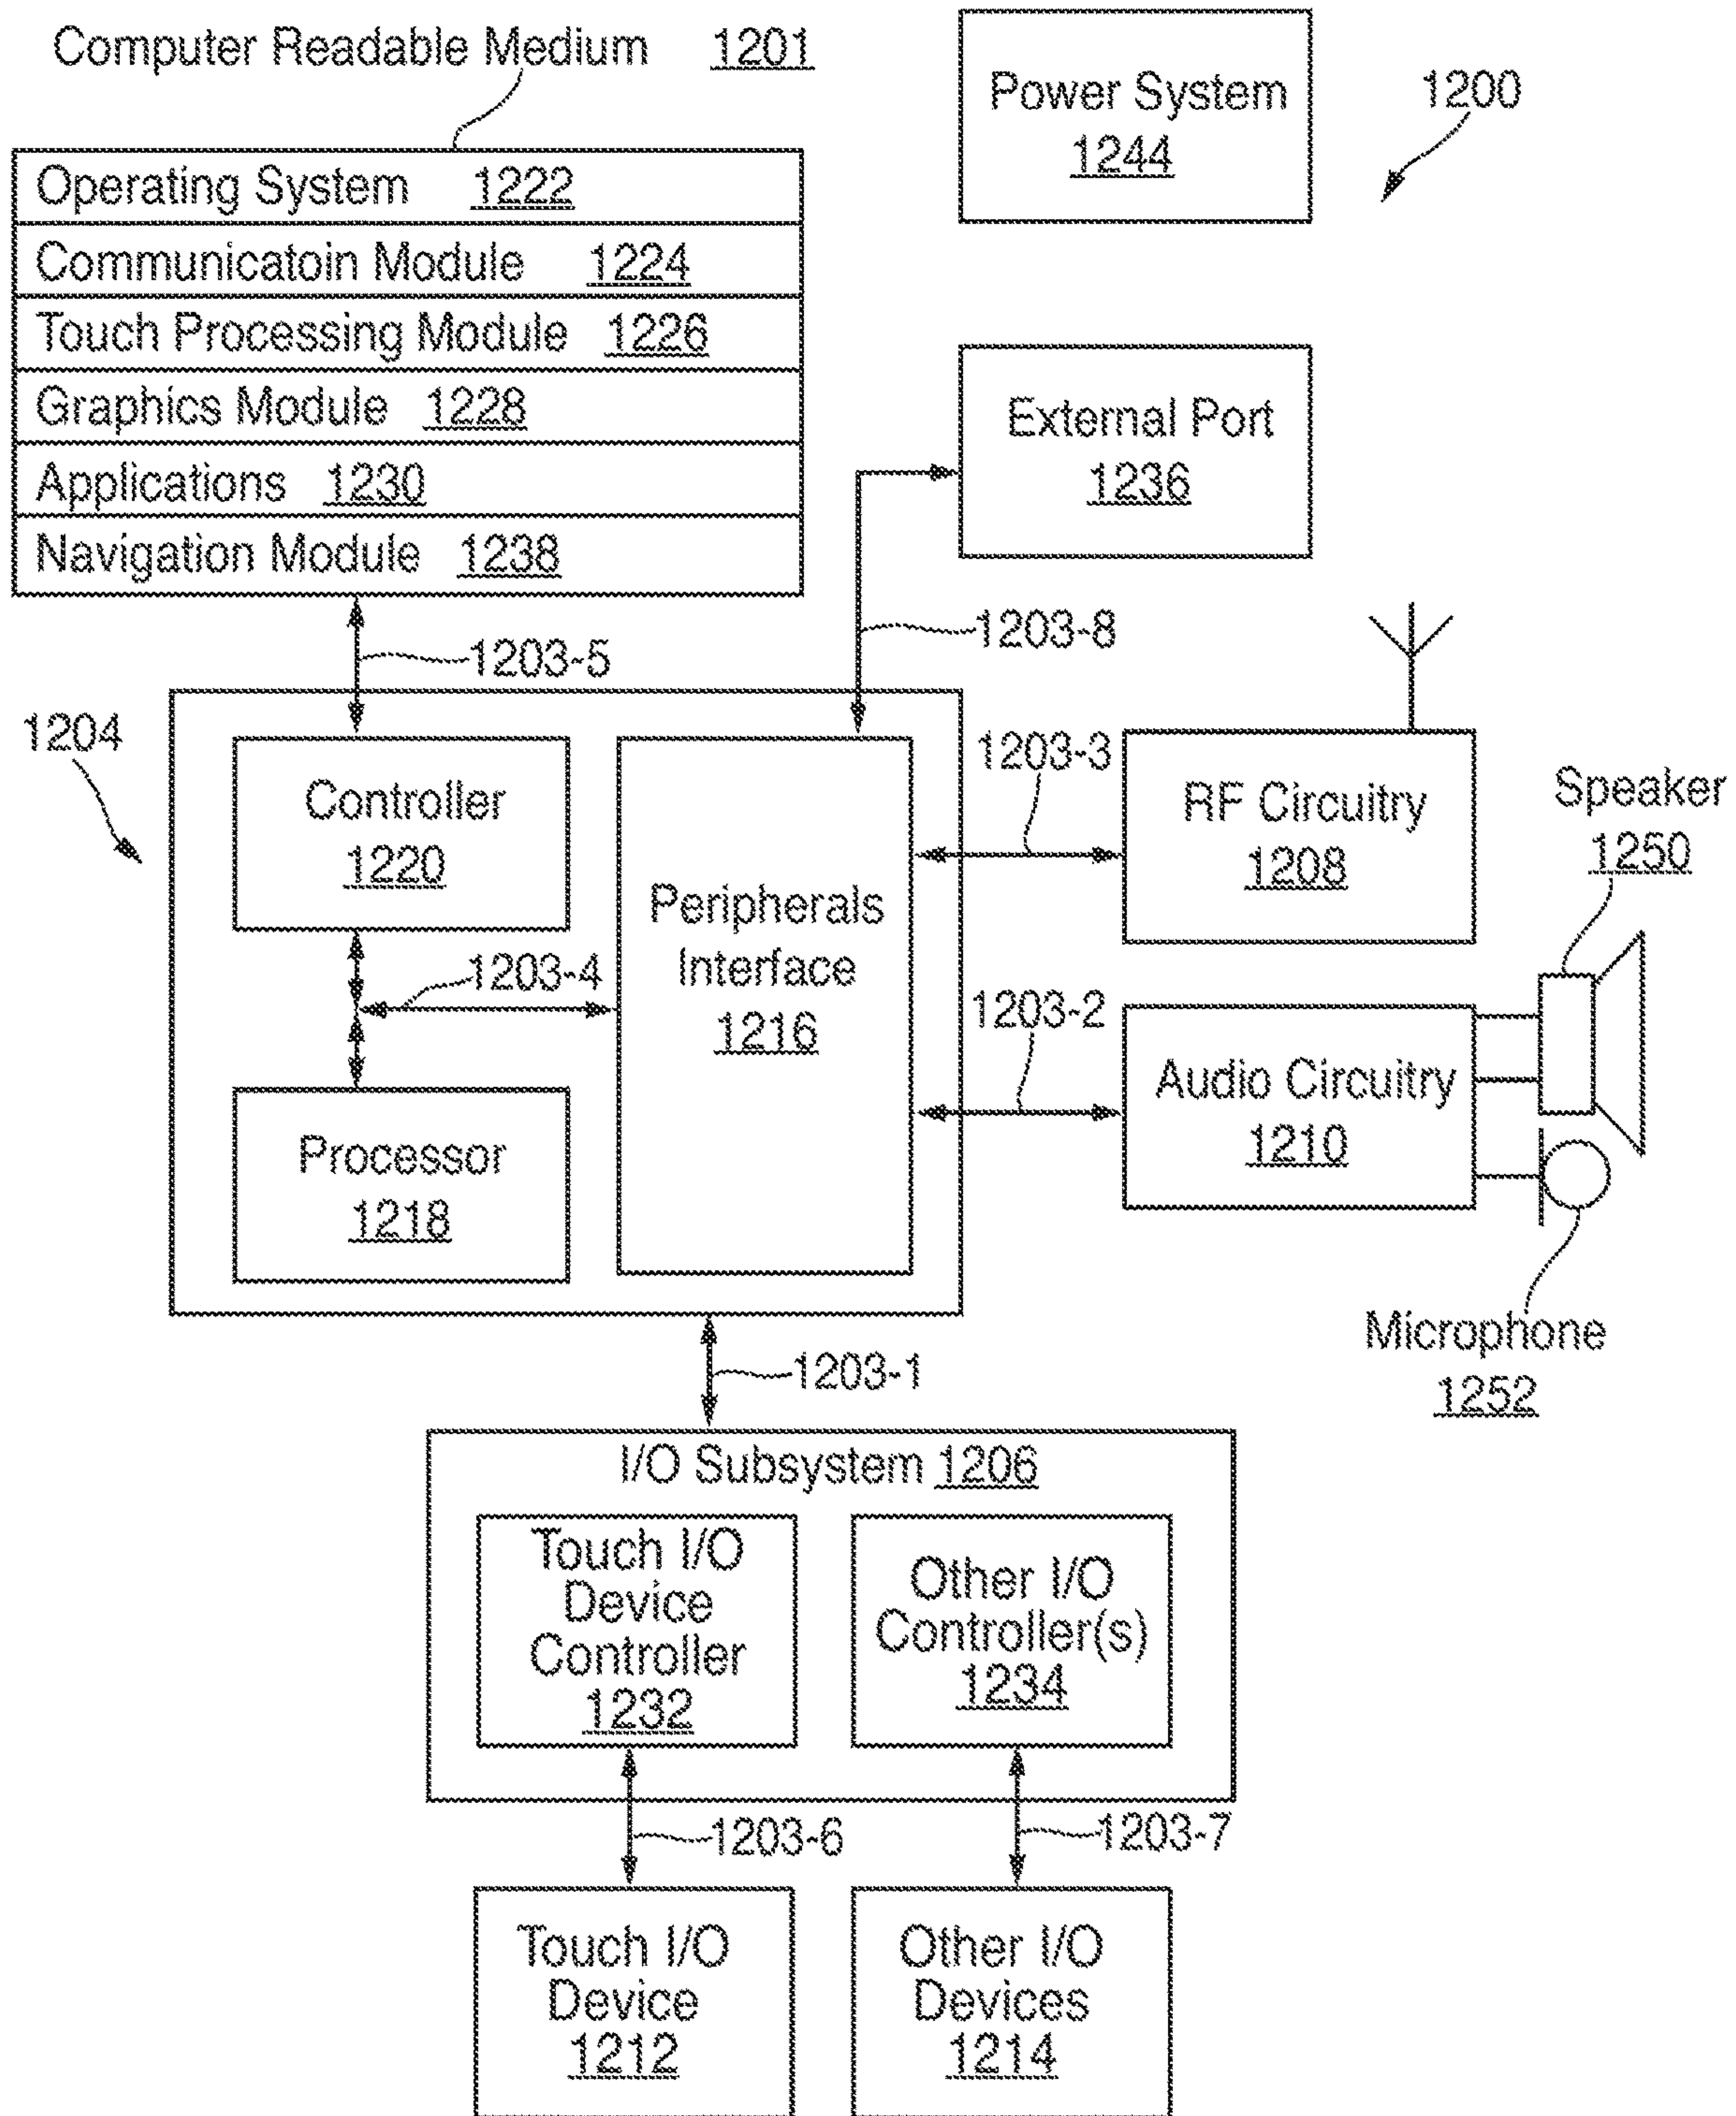 Computer Readable Medium 1201
Operating System 1222
Communicatoin Module 1224
Touch Processing Module 1226
Graphics Module 1228
Applications 1230
Navigation Module 1238
Power System
1244
1200
External Port
1236
1203-8
1203-5
1204
Controller
1220
1203-4
Processor
1218
Peripherals
Interface
1216
1203-3
RF Circuitry
1208
Speaker
1250
1203-2
Audio Circuitry
1210
Microphone
1252
1203-1
I/O Subsystem 1206
Touch I/O
Device
Controller
1232
Other I/O
Controller(s)
1234
1203-6
1203-7
Touch I/O
Device
1212
Other I/O
Devices
1214